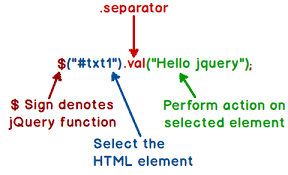 .separator
$("#txt1").val("Hello jquery");
$ Sign denotes
jQuery function
Select the
HTML element
Perform action on
selected element